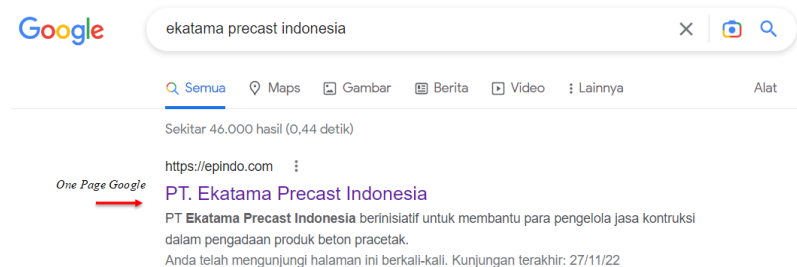 Google
ekatama precast indonesia
Semua Maps Gambar Berita Video Lainnya Alat
Sekitar 46.000 hasil (0,44 detik)
https://epindo.com
One Page Google
PT. Ekatama Precast Indonesia
PT Ekatama Precast Indonesia berinisiatif untuk membantu para pengelola jasa kontruksi
dalam pengadaan produk beton pracetak.
Anda telah mengunjungi halaman ini berkali-kali. Kunjungan terakhir: 27/11/22